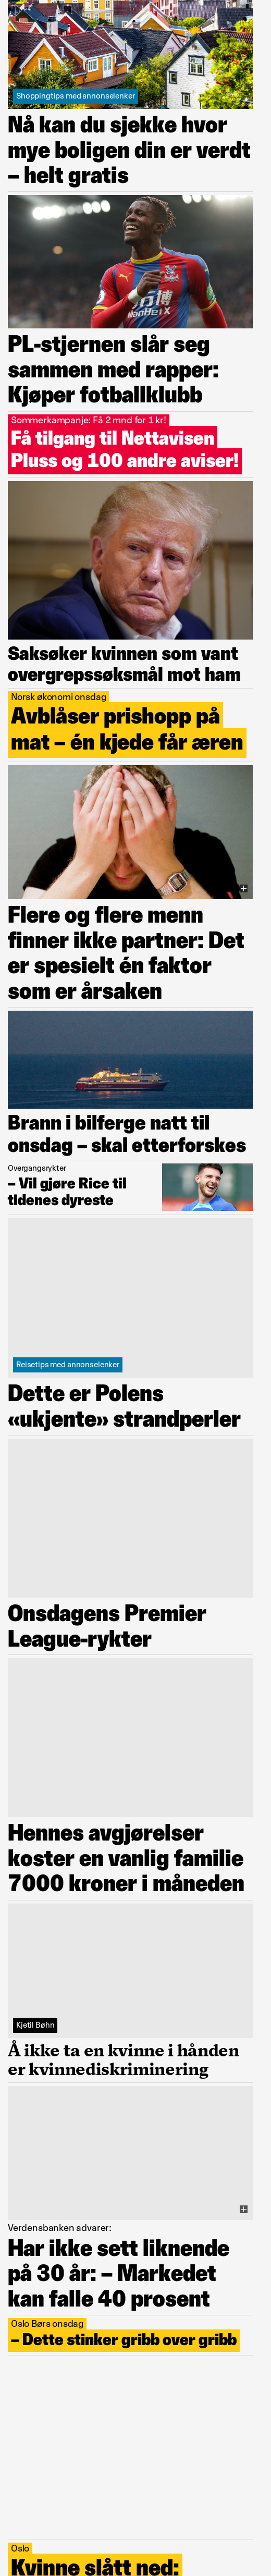 Shoppingtips med annonselenker
Nå kan du sjekke hvor
mye boligen din er verdt
– helt gratis
PL-stjernen slår seg
sammen med rapper:
Kjøper fotballklubb
Sommerkampanje: Få 2 mnd for 1 kr!
Få tilgang til Nettavisen
Pluss og 100 andre aviser!
Saksøker kvinnen som vant
overgrepssøksmål mot ham
Norsk økonomi onsdag
Avblåser prishopp på
mat – én kjede får æren
Flere og flere menn
finner ikke partner: Det
er spesielt én faktor
som er årsaken
Brann i bilferge natt til
onsdag – skal etterforskes
Overgangsrykter
– Vil gjøre Rice til
tidenes dyreste
Reisetips med annonselenker
Dette er Polens
«ukjente» strandperler
Onsdagens Premier
League-rykter
Hennes avgjørelser
koster en vanlig familie
7000 kroner i måneden
Kjetil Bøhn
Å ikke ta en kvinne i hånden
er kvinnediskriminering
Verdensbanken advarer:
Har ikke sett liknende
på 30 år: – Markedet
kan falle 40 prosent
Oslo Børs onsdag
– Dette stinker gribb over gribb
Oslo
Kvinne slått ned: